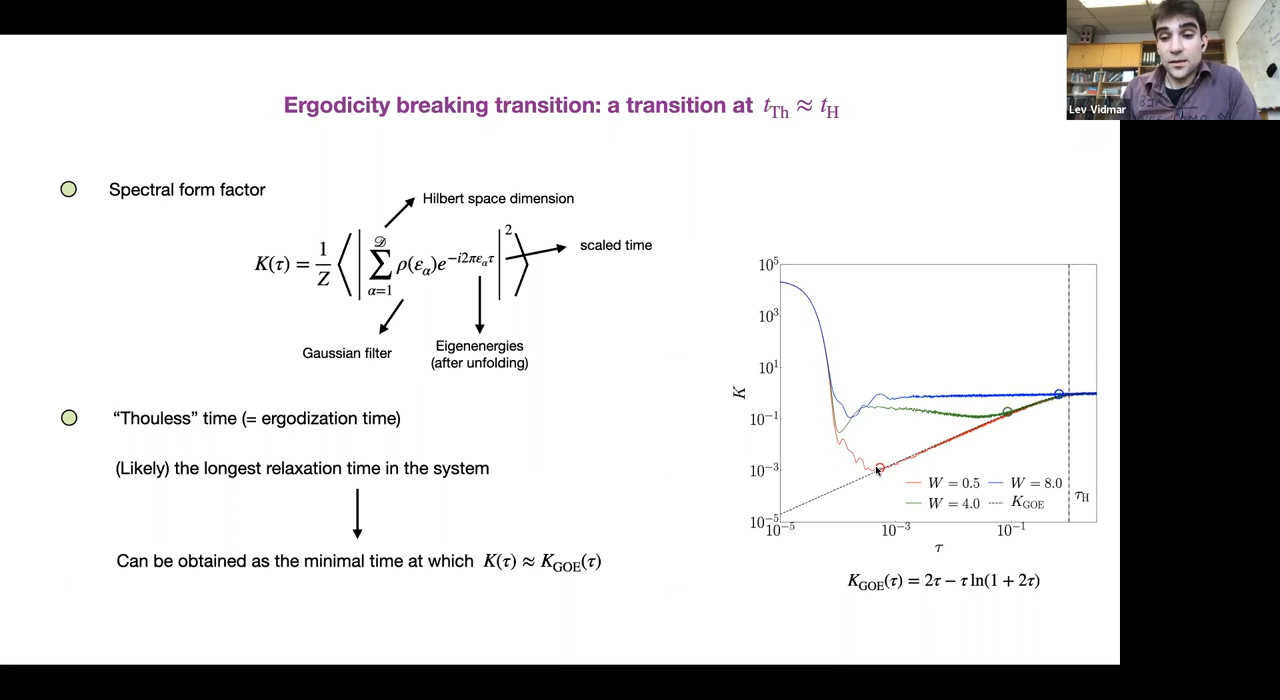 Lev Vidmar
Ergodicity breaking transition: a transition at t_Th ≈ t_H
Spectral form factor
Hilbert space dimension
K(τ) = 1/Z ⟨|∑_{α=1}^{𝒟} ρ(ε_α)e^{−i2πε_ατ}|²⟩
scaled time
Gaussian filter
Eigenenergies
(after unfolding)
“Thouless” time (= ergodization time)
(Likely) the longest relaxation time in the system
Can be obtained as the minimal time at which K(τ) ≈ K_GOE(τ)
10^5
10^3
10^1
K
10^−1
10^−3
10^−5
W = 0.5
W = 8.0
W = 4.0
K_GOE
τ_H
10^−5
10^−3
10^−1
τ
K_GOE(τ) = 2τ − τ ln(1 + 2τ)